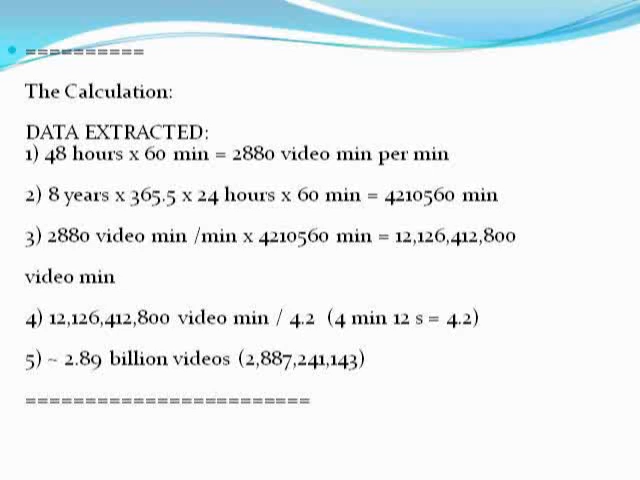 ==========
The Calculation:
DATA EXTRACTED:
1) 48 hours x 60 min = 2880 video min per min
2) 8 years x 365.5 x 24 hours x 60 min = 4210560 min
3) 2880 video min /min x 4210560 min = 12,126,412,800
video min
4) 12,126,412,800 video min / 4.2 (4 min 12 s = 4.2)
5) ~ 2.89 billion videos (2,887,241,143)
========================